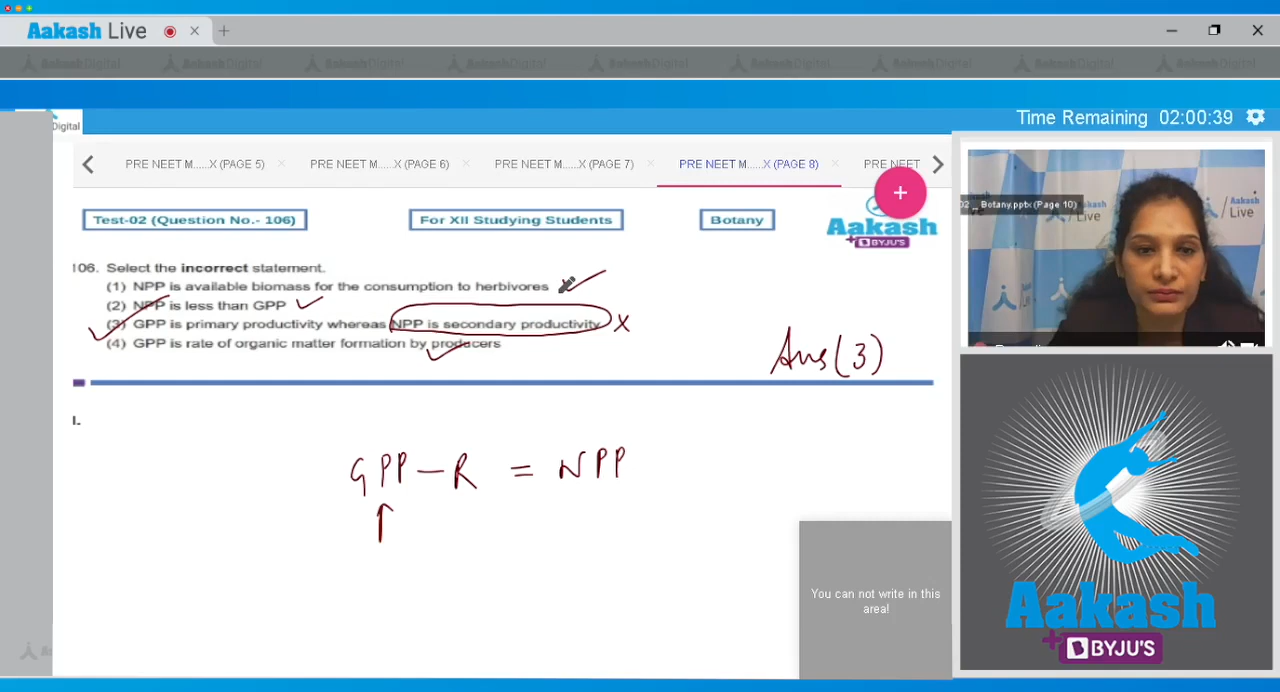 Aakash Live
Aakash Digital
Digital
Time Remaining 02:00:39
PRE NEET M......X (PAGE 5)
PRE NEET M......X (PAGE 6)
PRE NEET M......X (PAGE 7)
PRE NEET M......X (PAGE 8)
PRE NEET
Test-02 (Question No.- 106)
For XII Studying Students
Botany
Aakash
+BYJU'S
02 _ Botany.pptx (Page 10)
106. Select the incorrect statement.
(1) NPP is available biomass for the consumption to herbivores
(2) NPP is less than GPP
(3) GPP is primary productivity whereas NPP is secondary productivity
(4) GPP is rate of organic matter formation by producers
Ans (3)
I.
GPP – R = NPP
You can not write in this
area!
Aakash
+BYJU'S